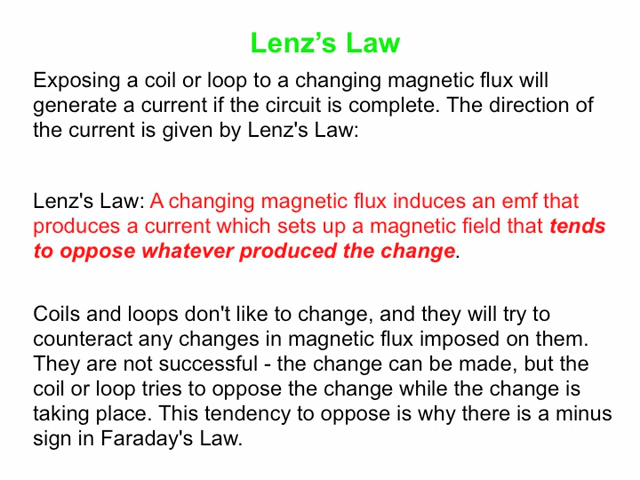 Lenz’s Law
Exposing a coil or loop to a changing magnetic flux will
generate a current if the circuit is complete. The direction of
the current is given by Lenz's Law:
Lenz's Law: A changing magnetic flux induces an emf that
produces a current which sets up a magnetic field that tends
to oppose whatever produced the change.
Coils and loops don't like to change, and they will try to
counteract any changes in magnetic flux imposed on them.
They are not successful - the change can be made, but the
coil or loop tries to oppose the change while the change is
taking place. This tendency to oppose is why there is a minus
sign in Faraday's Law.